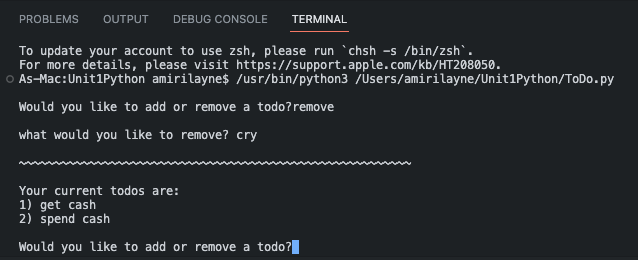 PROBLEMS OUTPUT DEBUG CONSOLE TERMINAL
To update your account to use zsh, please run `chsh -s /bin/zsh`.
For more details, please visit https://support.apple.com/kb/HT208050.
As-Mac:Unit1Python amirilayne$ /usr/bin/python3 /Users/amirilayne/Unit1Python/ToDo.py
Would you like to add or remove a todo?remove
what would you like to remove? cry
~~~~~~~~~~~~~~~~~~~~~~~~~~~~~~~~~~~~~~~~~~~~~~~~~~~~~~~~~~~~
Your current todos are:
1) get cash
2) spend cash
Would you like to add or remove a todo?